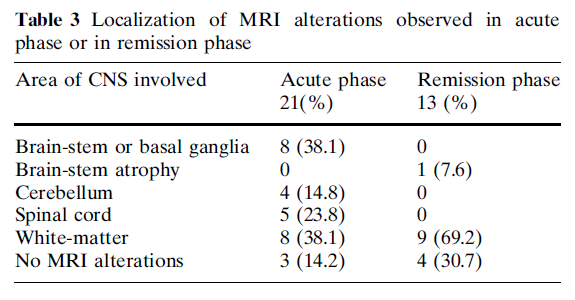 Table 3 Localization of MRI alterations observed in acute
phase or in remission phase
Area of CNS involved Acute phase Remission phase
21(%) 13 (%)
Brain-stem or basal ganglia 8 (38.1) 0
Brain-stem atrophy 0 1 (7.6)
Cerebellum 4 (14.8) 0
Spinal cord 5 (23.8) 0
White-matter 8 (38.1) 9 (69.2)
No MRI alterations 3 (14.2) 4 (30.7)